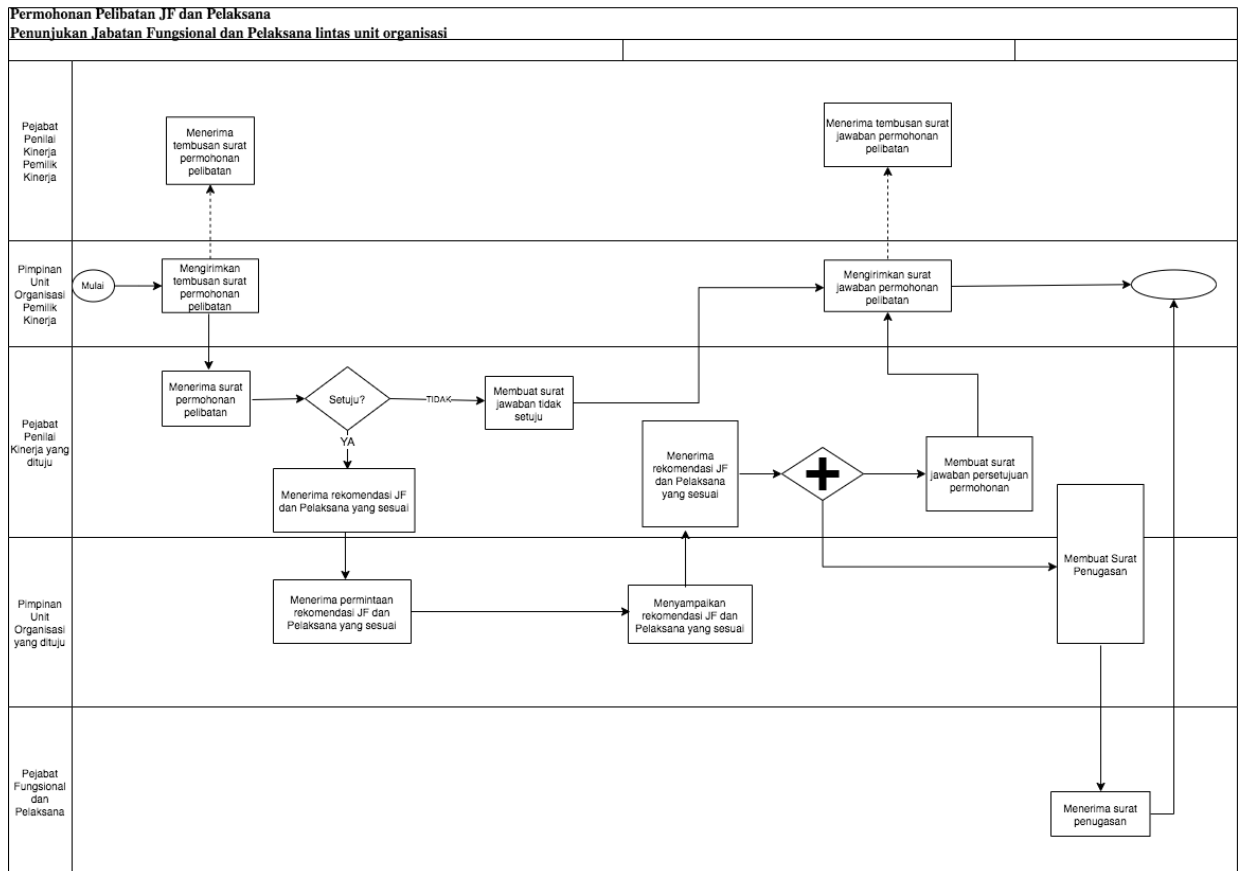 Permohonan Pelibatan JF dan Pelaksana
Penunjukan Jabatan Fungsional dan Pelaksana lintas unit organisasi
Pejabat
Penilai
Kinerja
Pemilik
Kinerja
Menerima
tembusan surat
permohonan
pelibatan
Menerima tembusan surat
jawaban permohonan
pelibatan
Pimpinan
Unit
Organisasi
Pemilik
Kinerja
Mulai
Mengirimkan
tembusan surat
permohonan
pelibatan
Mengirimkan surat
jawaban permohonan
pelibatan
Pejabat
Penilai
Kinerja yang
dituju
Menerima surat
permohonan
pelibatan
Setuju?
TIDAK
Membuat surat
jawaban tidak
setuju
YA
Menerima rekomendasi JF
dan Pelaksana yang sesuai
Menerima
rekomendasi JF
dan Pelaksana
yang sesuai
Membuat surat
jawaban persetujuan
permohonan
Membuat Surat
Penugasan
Pimpinan
Unit
Organisasi
yang dituju
Menerima permintaan
rekomendasi JF dan
Pelaksana yang sesuai
Menyampaikan
rekomendasi JF dan
Pelaksana yang sesuai
Pejabat
Fungsional
dan
Pelaksana
Menerima surat
penugasan